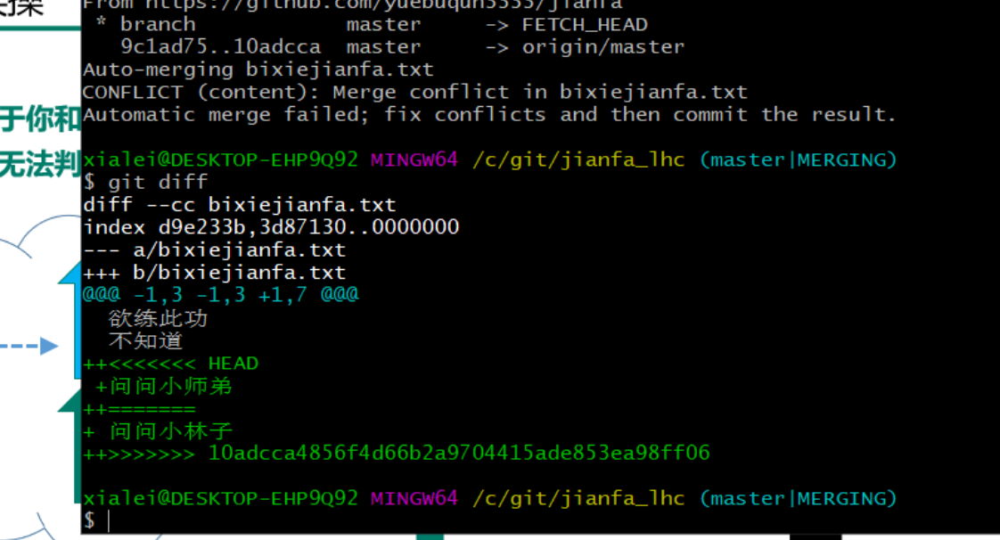 实操
From https://github.com/yuebuqun3333/jianfa
* branch master -> FETCH_HEAD
9c1ad75..10adcca master -> origin/master
Auto-merging bixiejianfa.txt
CONFLICT (content): Merge conflict in bixiejianfa.txt
Automatic merge failed; fix conflicts and then commit the result.
于你和
无法判
xialei@DESKTOP-EHP9Q92 MINGW64 /c/git/jianfa_lhc (master|MERGING)
$ git diff
diff --cc bixiejianfa.txt
index d9e233b,3d87130..0000000
--- a/bixiejianfa.txt
+++ b/bixiejianfa.txt
@@@ -1,3 -1,3 +1,7 @@@
欲练此功
不知道
++<<<<<<< HEAD
+问问小师弟
++=======
+ 问问小林子
++>>>>>>> 10adcca4856f4d66b2a9704415ade853ea98ff06
xialei@DESKTOP-EHP9Q92 MINGW64 /c/git/jianfa_lhc (master|MERGING)
$